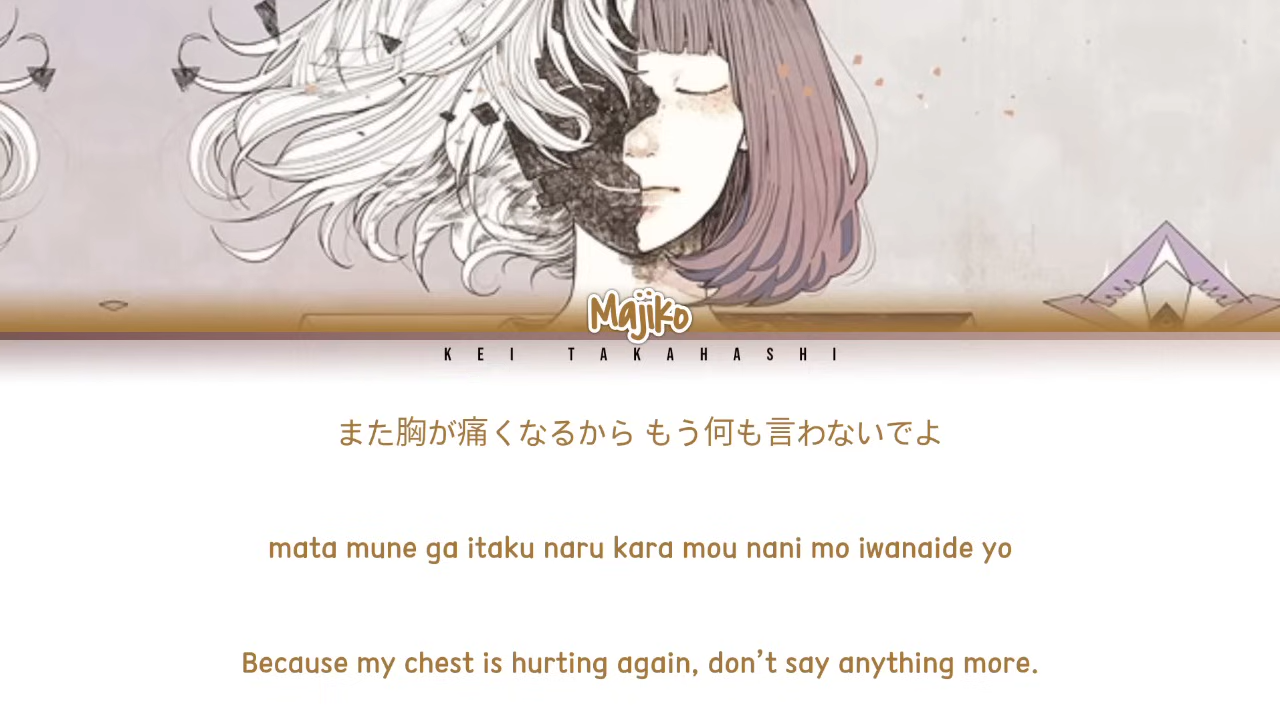 Majiko
KEI TAKAHASHI
また胸が痛くなるから もう何も言わないでよ
mata mune ga itaku naru kara mou nani mo iwanaide yo
Because my chest is hurting again, don’t say anything more.